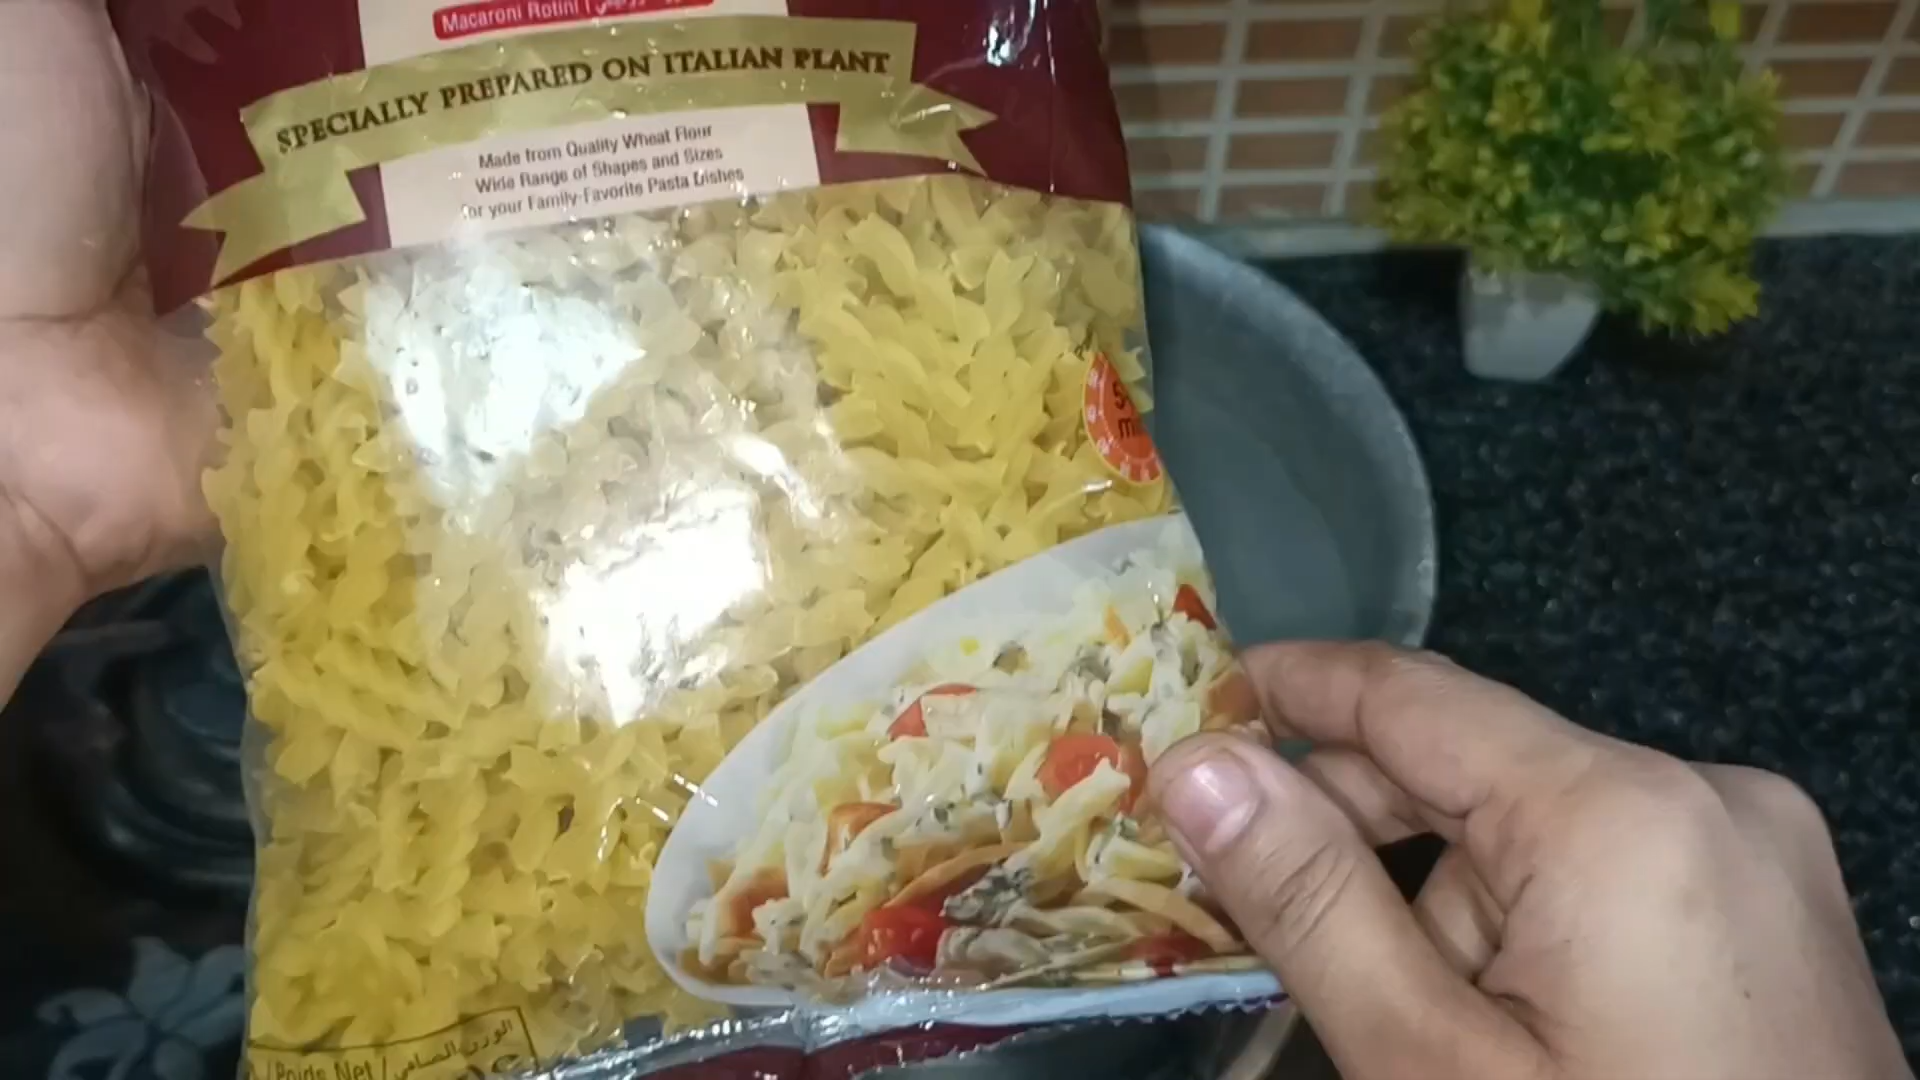 Macaroni Rotini
SPECIALLY PREPARED ON ITALIAN PLANT
Made from Quality Wheat Flour
Wide Range of Shapes and Sizes
for your Family-Favorite Pasta Dishes
/ Poids Net / الوزن الصافي